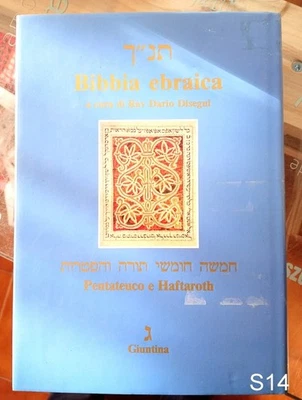 תנ״ך
Bibbia ebraica
a cura di Rav Dario Disegni
חמשה חומשי תורה והפטרות
Pentateuco e Haftaroth
ג
Giuntina
S14